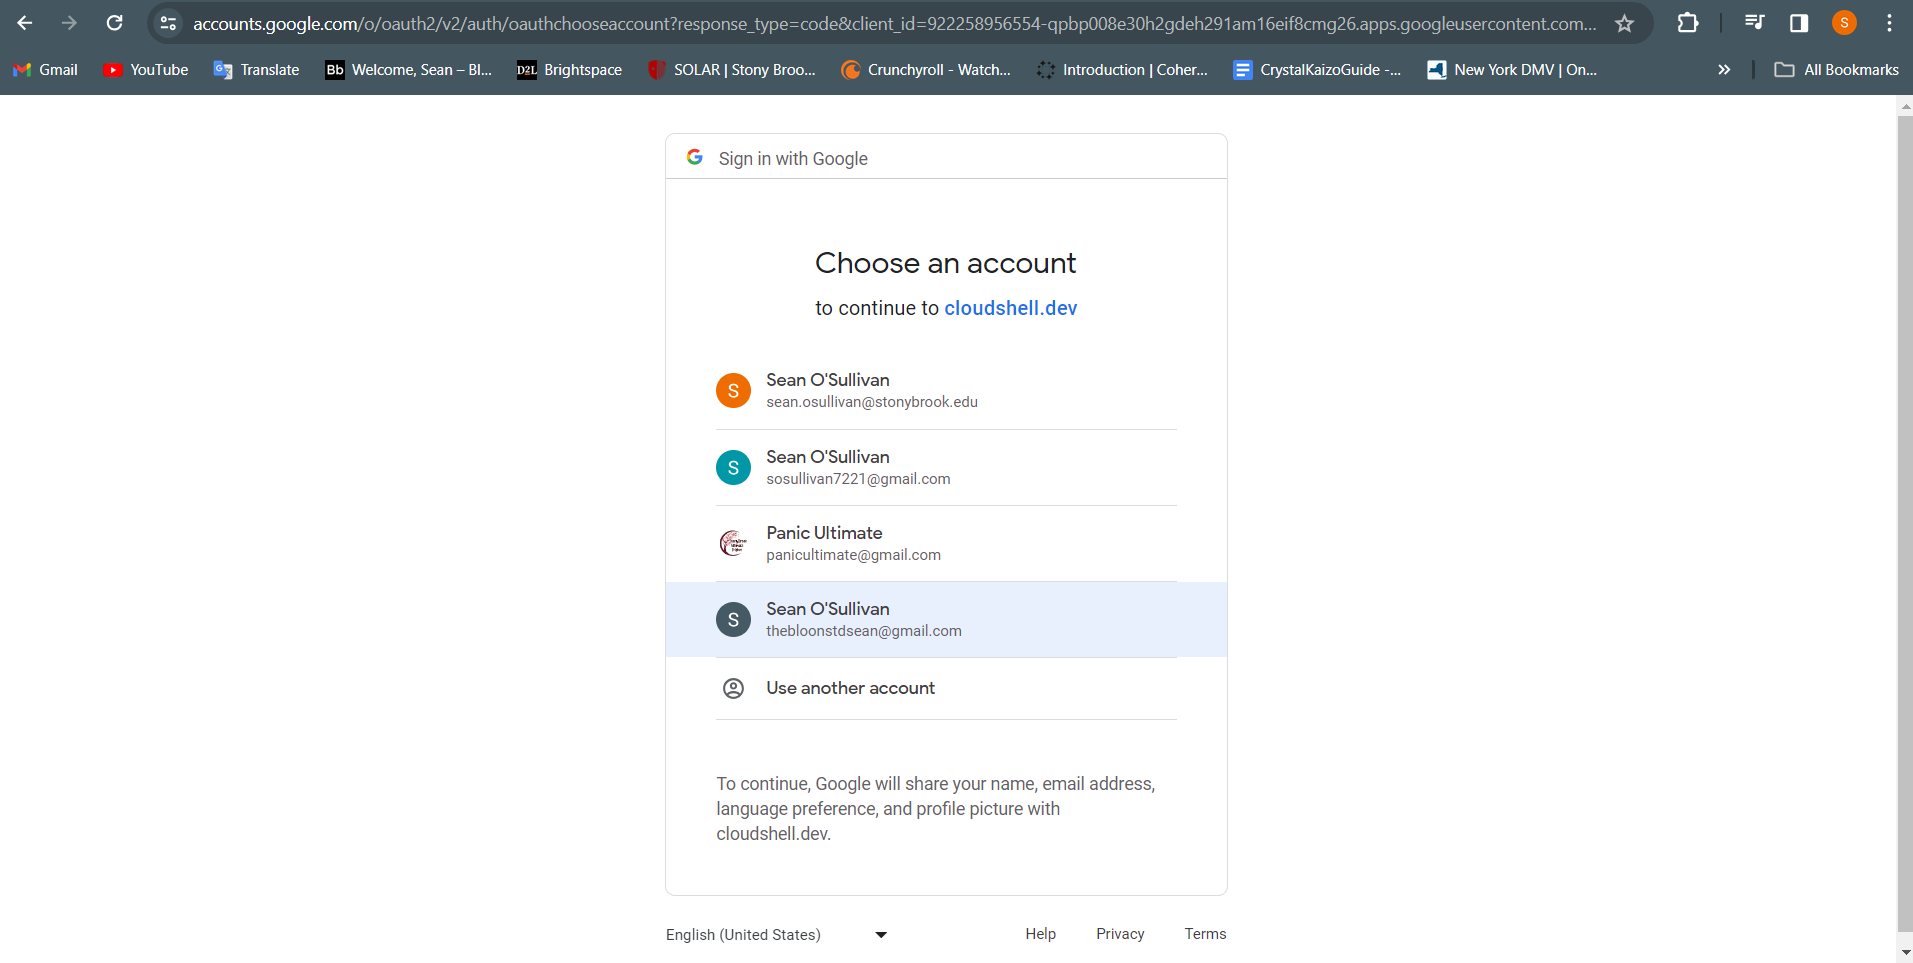 accounts.google.com/o/oauth2/v2/auth/oauthchooseaccount?response_type=code&client_id=922258956554-qpbp008e30h2gdeh291am16eif8cmg26.apps.googleusercontent.com...
S
Gmail
YouTube
Translate
Bb Welcome, Sean – Bl...
D2L Brightspace
SOLAR | Stony Broo...
Crunchyroll - Watch...
Introduction | Coher...
CrystalKaizoGuide -...
New York DMV | On...
All Bookmarks
Sign in with Google
Choose an account
to continue to cloudshell.dev
S
Sean O'Sullivan
sean.osullivan@stonybrook.edu
S
Sean O'Sullivan
sosullivan7221@gmail.com
Panic Ultimate
panicultimate@gmail.com
S
Sean O'Sullivan
thebloonstdsean@gmail.com
Use another account
To continue, Google will share your name, email address,
language preference, and profile picture with
cloudshell.dev.
English (United States)
Help
Privacy
Terms